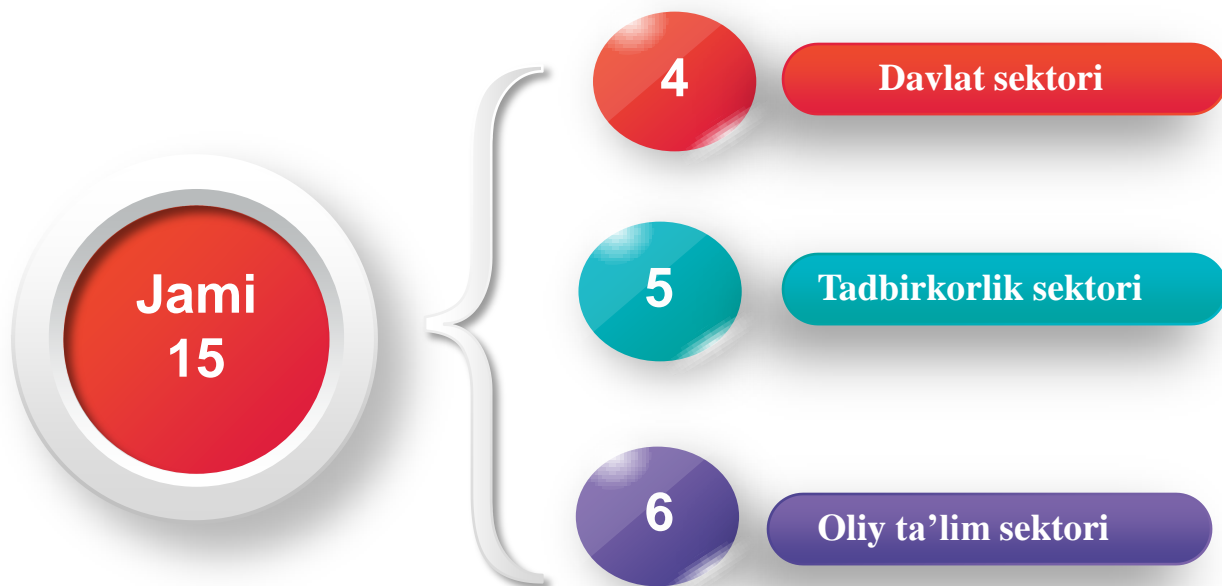 Jami
15
4
Davlat sektori
5
Tadbirkorlik sektori
6
Oliy ta’lim sektori